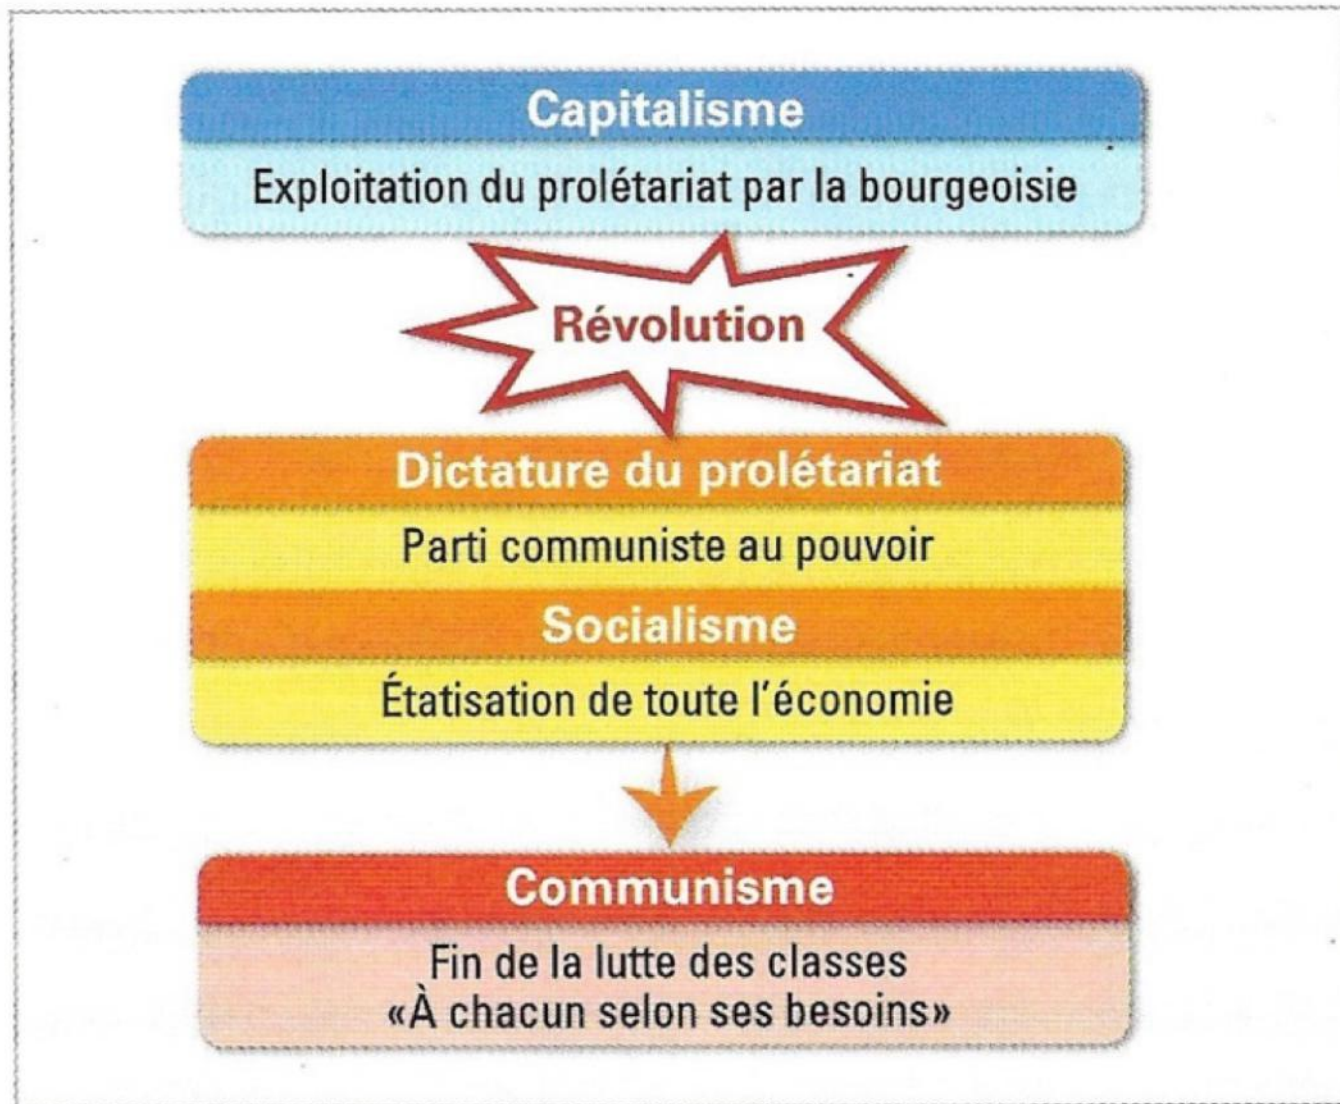 Capitalisme
Exploitation du prolétariat par la bourgeoisie
Révolution
Dictature du prolétariat
Parti communiste au pouvoir
Socialisme
Étatisation de toute l'économie
Communisme
Fin de la lutte des classes
«À chacun selon ses besoins»